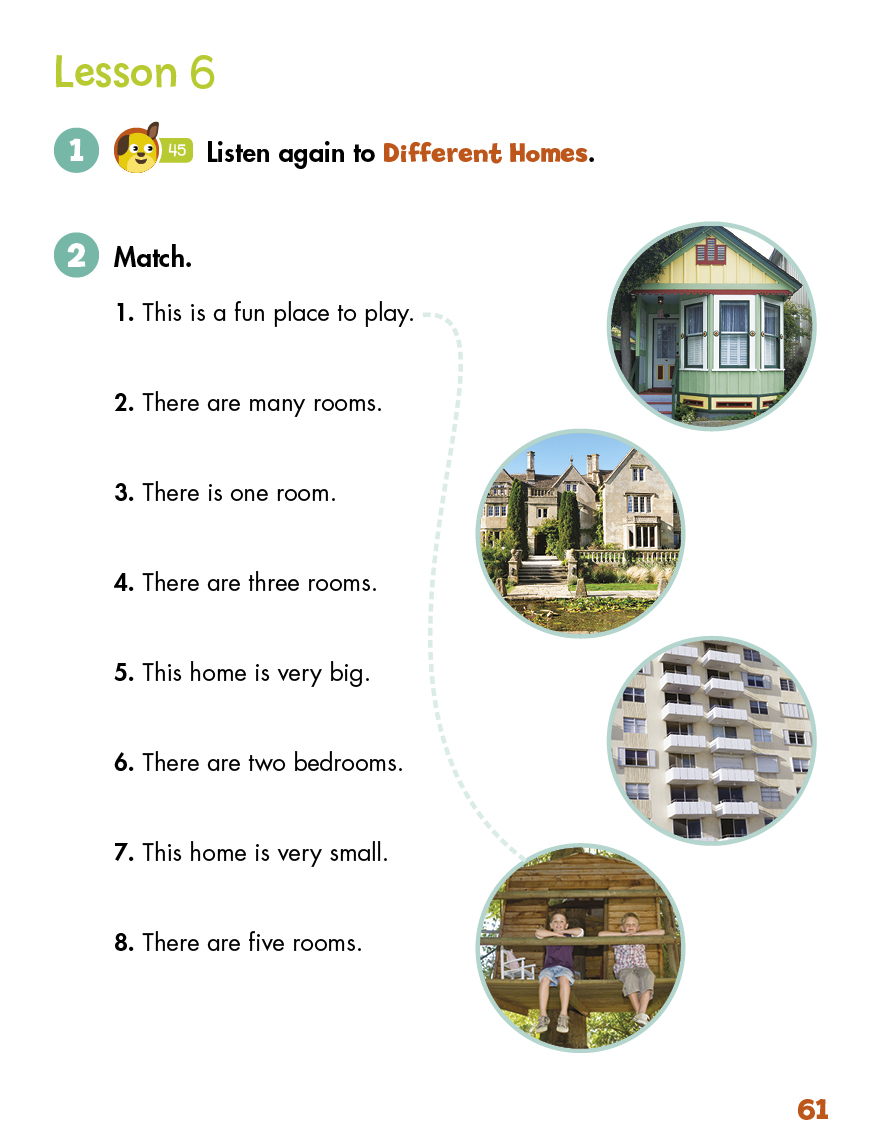 Lesson 6
1 45 Listen again to Different Homes.
2 Match.
1. This is a fun place to play.
2. There are many rooms.
3. There is one room.
4. There are three rooms.
5. This home is very big.
6. There are two bedrooms.
7. This home is very small.
8. There are five rooms.
61